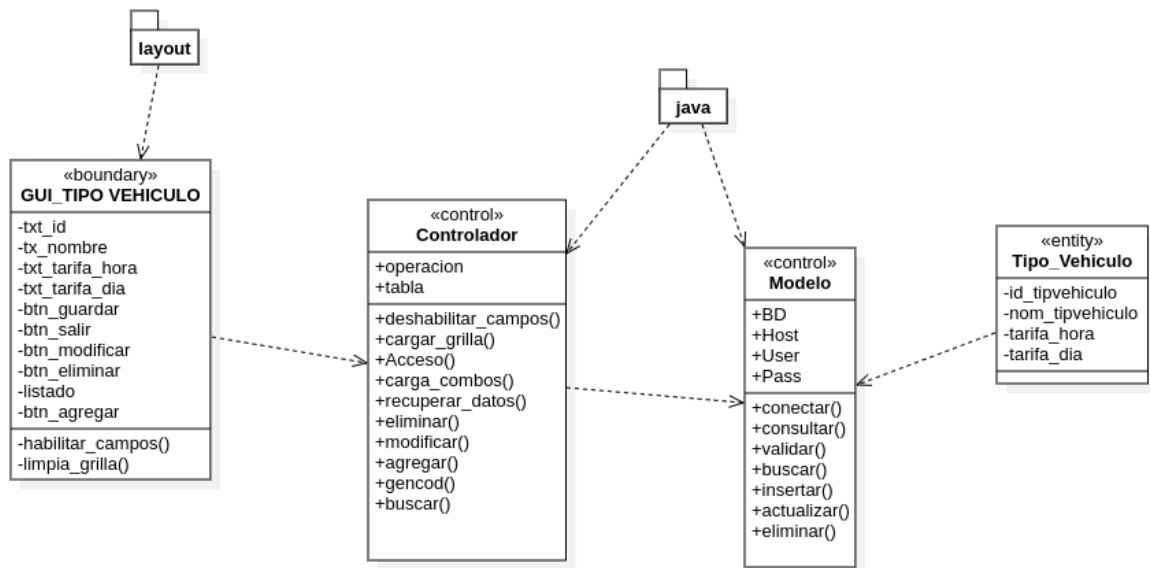 layout
java
«boundary»
GUI_TIPO VEHICULO
-txt_id
-tx_nombre
-txt_tarifa_hora
-txt_tarifa_dia
-btn_guardar
-btn_salir
-btn_modificar
-btn_eliminar
-listado
-btn_agregar
-habilitar_campos()
-limpia_grilla()
«control»
Controlador
+operacion
+tabla
+deshabilitar_campos()
+cargar_grilla()
+Acceso()
+carga_combos()
+recuperar_datos()
+eliminar()
+modificar()
+agregar()
+gencod()
+buscar()
«control»
Modelo
+BD
+Host
+User
+Pass
+conectar()
+consultar()
+validar()
+buscar()
+insertar()
+actualizar()
+eliminar()
«entity»
Tipo_Vehiculo
-id_tipvehiculo
-nom_tipvehiculo
-tarifa_hora
-tarifa_dia